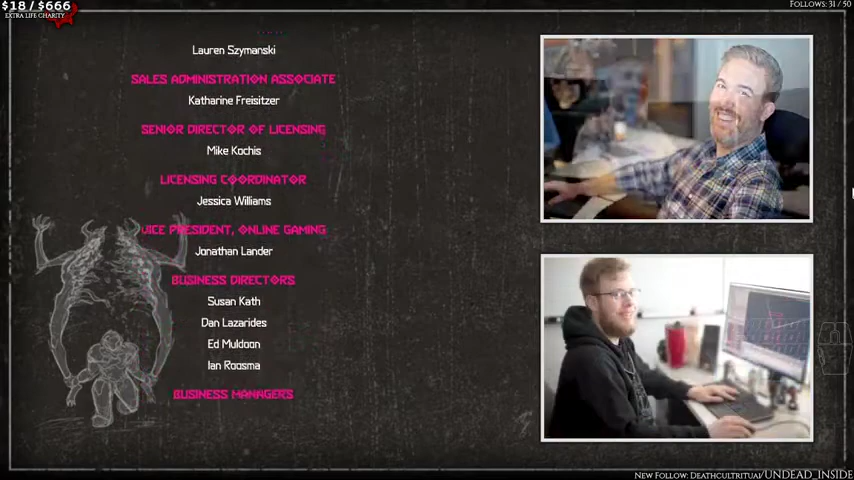 $18 / $666
EXTRA LIFE CHARITY
FOLLOWS: 31 / 50
Lauren Szymanski
SALES ADMINISTRATION ASSOCIATE
Katharine Freisitzer
SENIOR DIRECTOR OF LICENSING
Mike Kochis
LICENSING COORDINATOR
Jessica Williams
VICE PRESIDENT, ONLINE GAMING
Jonathan Lander
BUSINESS DIRECTORS
Susan Kath
Dan Lazarides
Ed Muldoon
Ian Roosma
BUSINESS MANAGERS
NEW FOLLOW: DEATHCULTRITUAL/UNDEAD_INSIDE